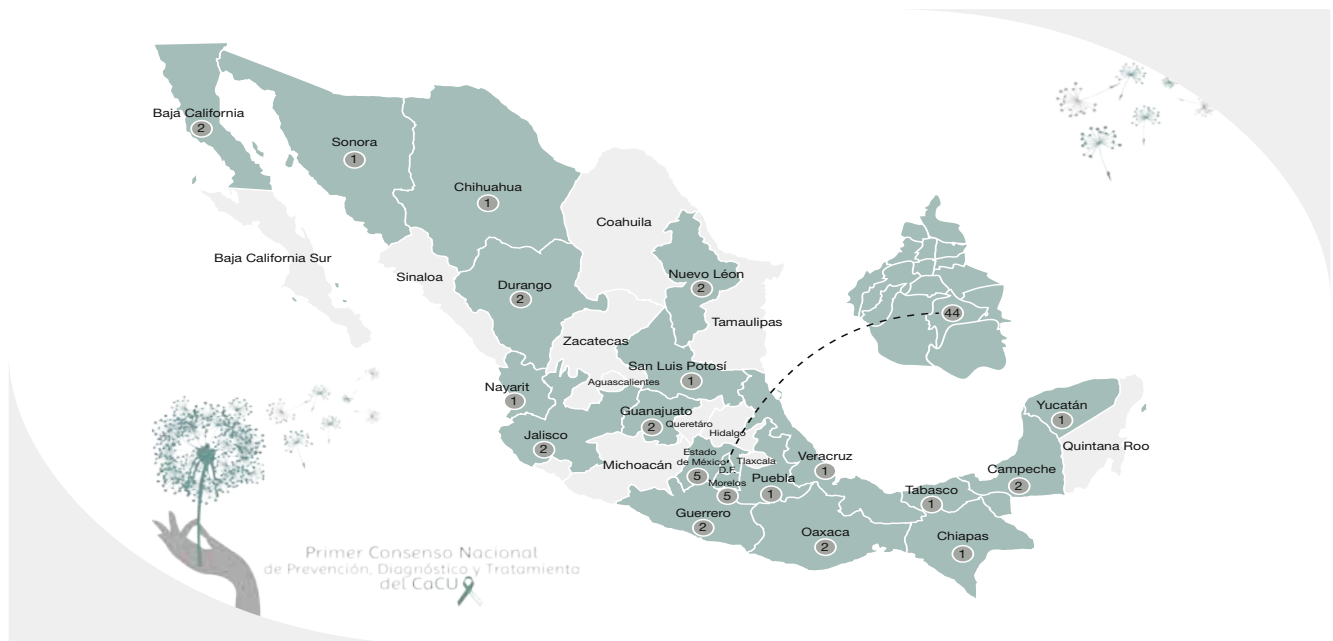 Baja California
2
Sonora
1
Chihuahua
1
Coahuila
Baja California Sur
Sinaloa
Durango
2
Nuevo Léon
2
44
Tamaulipas
Zacatecas
San Luis Potosí
1
Aguascalientes
Nayarit
1
Guanajuato
2
Queretáro
Hidalgo
Yucatán
1
Jalisco
2
Quintana Roo
Michoacán
Estado
de México
5
D.F.
Tlaxcala
Veracruz
1
Campeche
2
Morelos
5
Puebla
1
Tabasco
1
Guerrero
2
Oaxaca
2
Chiapas
1
Primer Consenso Nacional
de Prevención, Diagnóstico y Tratamiento
del CaCU